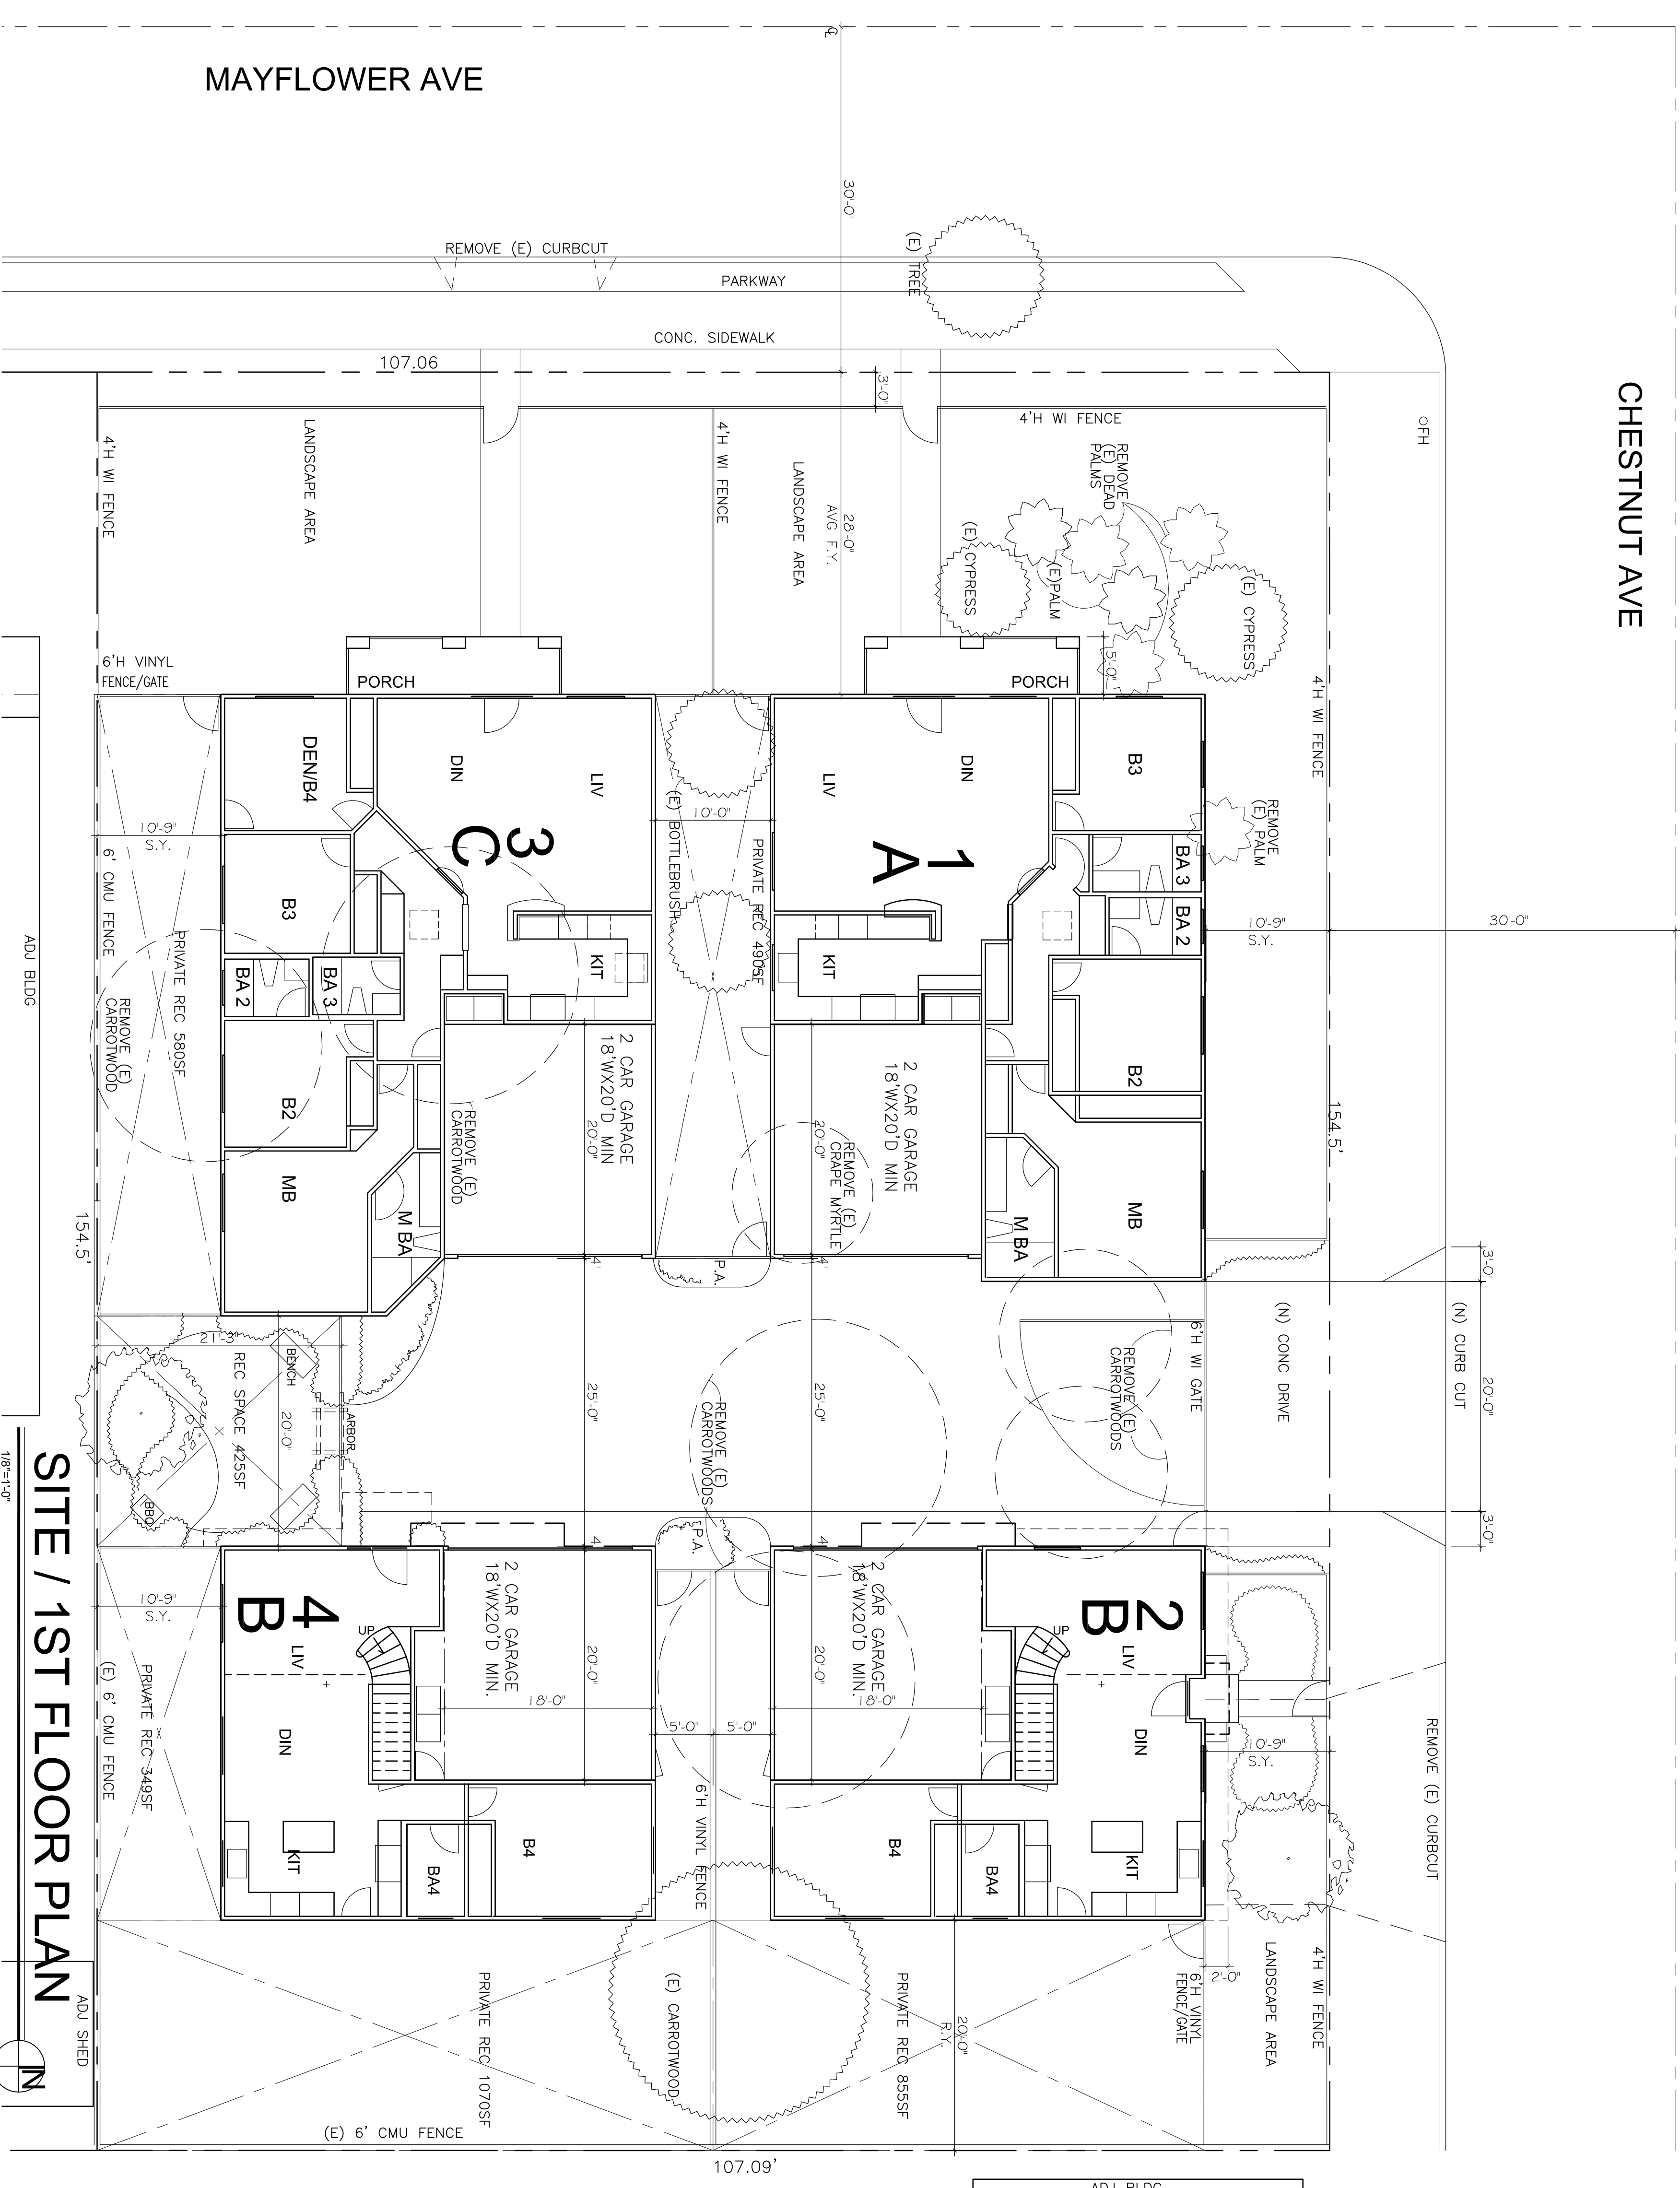 MAYFLOWER AVE
CHESTNUT AVE
30'-0"
REMOVE (E) CURBCUT
PARKWAY
(E) TREE
CONC. SIDEWALK
107.06
3'-0"
FH
4'H WI FENCE
LANDSCAPE AREA
4'H WI FENCE
LANDSCAPE AREA
28'-0"
AVG F.Y.
4'H WI FENCE
REMOVE
(E) DEAD
PALMS
(E) CYPRESS
(E)PALM
(E) CYPRESS
5'-0"
4'H WI FENCE
6'H VINYL
FENCE/GATE
PORCH
PORCH
DEN/B4
DIN
LIV
3
C
KIT
B3
BA 2
BA 3
B2
MB
M BA
2 CAR GARAGE
18'WX20'D MIN
20'-0"
REMOVE (E)
CARROTWOOD
10'-9"
S.Y.
6' CMU FENCE
PRIVATE REC 580SF
REMOVE (E)
CARROTWOOD
154.5'
ADJ BLDG
10'-0"
(E) BOTTLEBRUSH
PRIVATE REC 490SF
LIV
DIN
1
A
KIT
B3
BA 3
BA 2
B2
MB
M BA
2 CAR GARAGE
18'WX20'D MIN
20'-0"
REMOVE (E)
CRAPE MYRTLE
REMOVE
(E) PALM
10'-9"
S.Y.
30'-0"
154.5'
4"
P.A.
4"
3'-0"
21'-3"
BENCH
REC SPACE 425SF
20'-0"
ARBOR
BBQ
25'-0"
REMOVE (E)
CARROTWOODS
25'-0"
REMOVE (E)
CARROTWOODS
6'H WI GATE
(N) CONC DRIVE
(N) CURB CUT
20'-0"
3'-0"
4"
P.A.
4"
10'-9"
S.Y.
4
B
LIV
UP
DIN
KIT
BA4
B4
2 CAR GARAGE
18'WX20'D MIN.
20'-0"
18'-0"
(E) 6' CMU FENCE
PRIVATE REC 349SF
5'-0"
5'-0"
6'H VINYL FENCE
2 CAR GARAGE
18'WX20'D MIN.
20'-0"
18'-0"
2
B
UP
LIV
DIN
KIT
BA4
B4
10'-9"
S.Y.
REMOVE (E) CURBCUT
2'-0"
6'H VINYL
FENCE/GATE
LANDSCAPE AREA
4'H WI FENCE
20'-0"
R.Y.
PRIVATE REC 855SF
(E) CARROTWOOD
PRIVATE REC 1070SF
(E) 6' CMU FENCE
107.09'
ADJ SHED
ADJ BLDG
SITE / 1ST FLOOR PLAN
1/8"=1'-0"
N